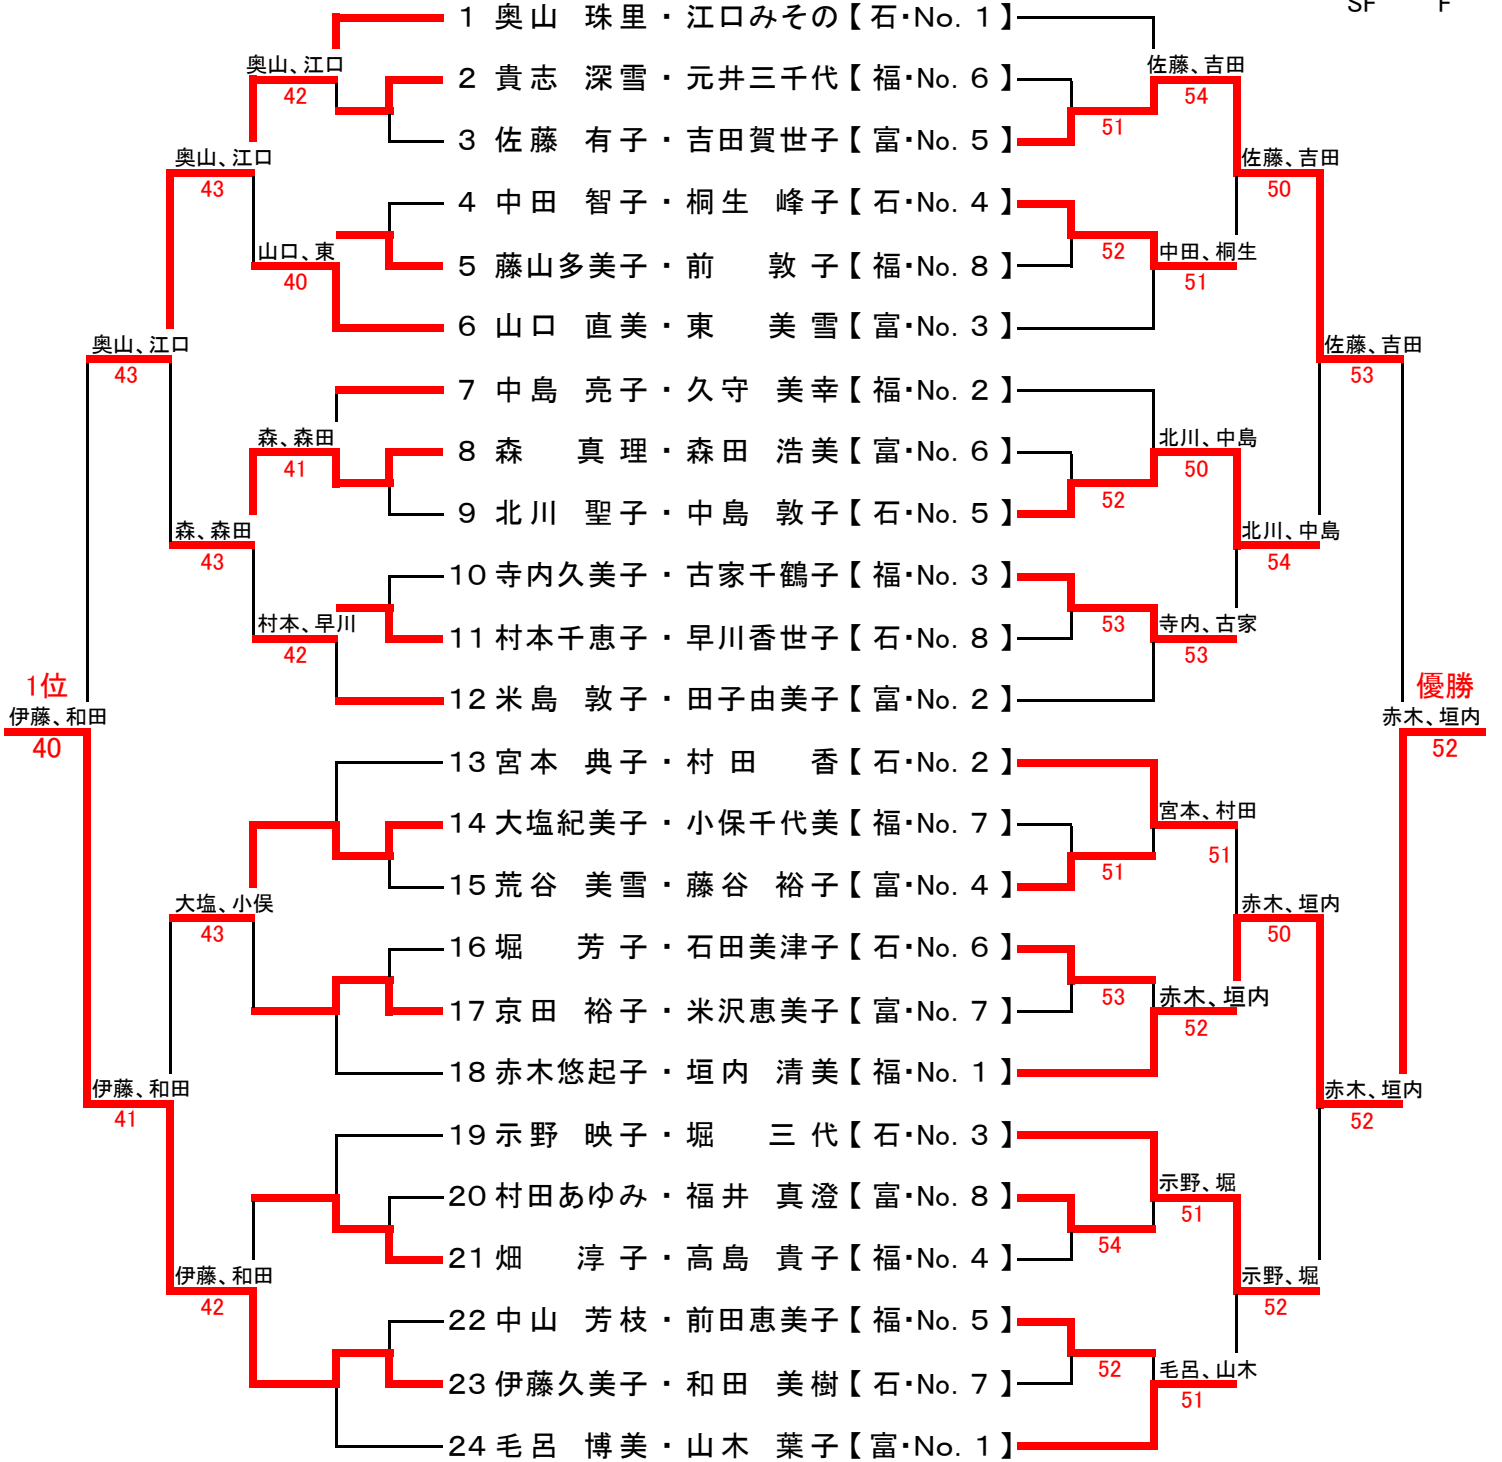 SF F
1 奥山 珠里・江口みその【石・No. 1】
奥山、江口
佐藤、吉田
2 貴志 深雪・元井三千代【福・No. 6】
42
54
51
3 佐藤 有子・吉田賀世子【富・No. 5】
奥山、江口
佐藤、吉田
43
50
4 中田 智子・桐生 峰子【石・No. 4】
山口、東
52
中田、桐生
5 藤山多美子・前 敦子【福・No. 8】
40
51
6 山口 直美・東 美雪【富・No. 3】
奥山、江口
佐藤、吉田
43
53
7 中島 亮子・久守 美幸【福・No. 2】
森、森田
北川、中島
8 森 真理・森田 浩美【富・No. 6】
41
50
52
9 北川 聖子・中島 敦子【石・No. 5】
森、森田
北川、中島
43
54
10 寺内久美子・古家千鶴子【福・No. 3】
村本、早川
53
寺内、古家
11 村本千恵子・早川香世子【石・No. 8】
42
53
1位
優勝
12 米島 敦子・田子由美子【富・No. 2】
伊藤、和田
赤木、垣内
40
52
13 宮本 典子・村田 香【石・No. 2】
宮本、村田
14 大塩紀美子・小保千代美【福・No. 7】
51
51
15 荒谷 美雪・藤谷 裕子【富・No. 4】
大塩、小俣
赤木、垣内
43
50
16 堀 芳子・石田美津子【石・No. 6】
53
赤木、垣内
17 京田 裕子・米沢恵美子【富・No. 7】
52
18 赤木悠起子・垣内 清美【福・No. 1】
伊藤、和田
赤木、垣内
41
52
19 示野 映子・堀 三代【石・No. 3】
示野、堀
20 村田あゆみ・福井 真澄【富・No. 8】
51
54
21 畑 淳子・高島 貴子【福・No. 4】
伊藤、和田
示野、堀
42
52
22 中山 芳枝・前田恵美子【福・No. 5】
52
毛呂、山木
23 伊藤久美子・和田 美樹【石・No. 7】
51
24 毛呂 博美・山木 葉子【富・No. 1】